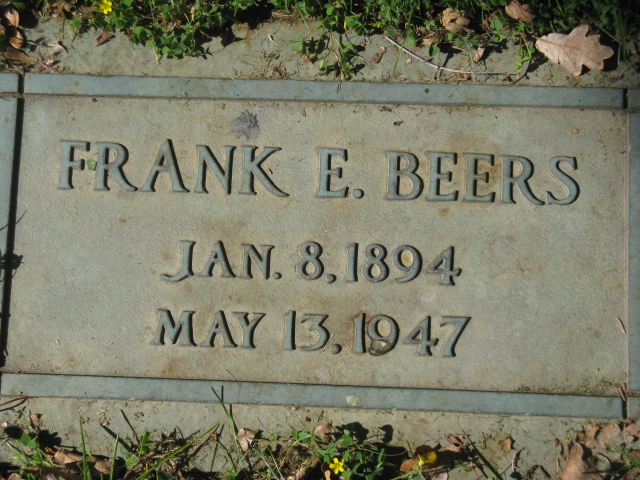 FRANK E. BEERS
JAN. 8, 1894
MAY 13, 1947